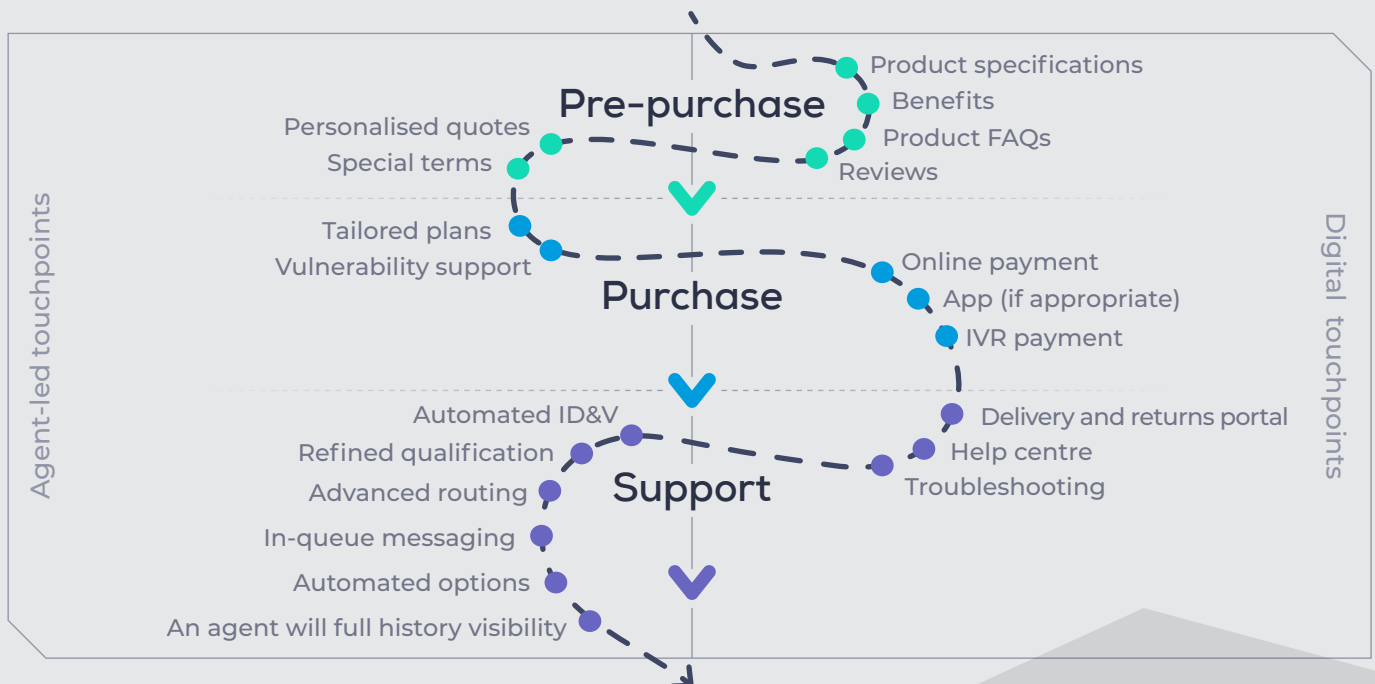 Product specifications
Pre-purchase
Benefits
Personalised quotes
Product FAQs
Special terms
Reviews
Agent-led touchpoints
Digital touchpoints
Tailored plans
Vulnerability support
Online payment
Purchase
App (if appropriate)
IVR payment
Automated ID&V
Delivery and returns portal
Refined qualification
Help centre
Support
Troubleshooting
Advanced routing
In-queue messaging
Automated options
An agent will full history visibility